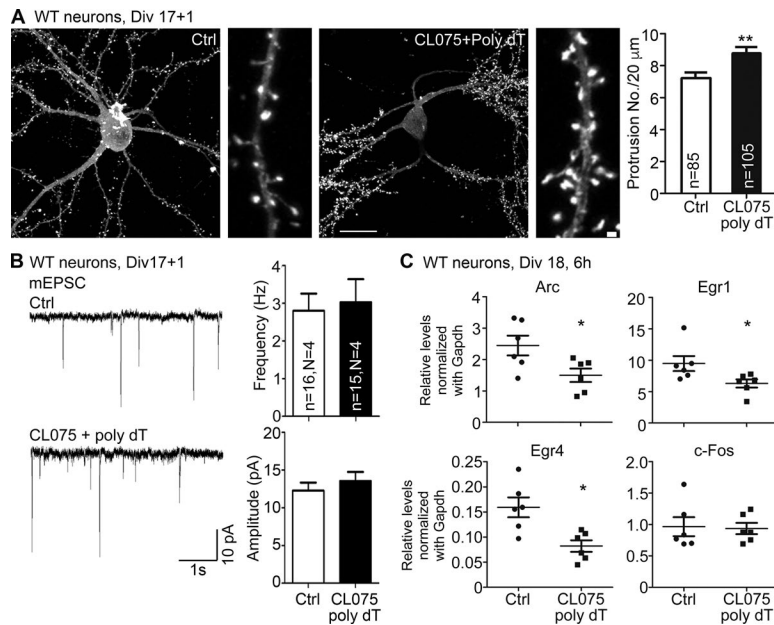 A WT neurons, Div 17+1
Ctrl
CL075+Poly dT
Protrusion No./20 μm
10
8
6
4
2
0
n=85
n=105
**
Ctrl
CL075
poly dT
B WT neurons, Div17+1
mEPSC
Ctrl
CL075 + poly dT
1s
10 pA
Frequency (Hz)
4
3
2
1
0
n=16,N=4
n=15,N=4
Amplitude (pA)
20
15
10
5
0
Ctrl
CL075
poly dT
C WT neurons, Div 18, 6h
Arc
Relative levels
normalized
with Gapdh
4
3
2
1
0
*
Egr1
20
15
10
5
0
*
Egr4
Relative levels
normalized
with Gapdh
0.25
0.20
0.15
0.10
0.05
0.00
*
Ctrl
CL075
poly dT
c-Fos
2.0
1.5
1.0
0.5
0.0
Ctrl
CL075
poly dT